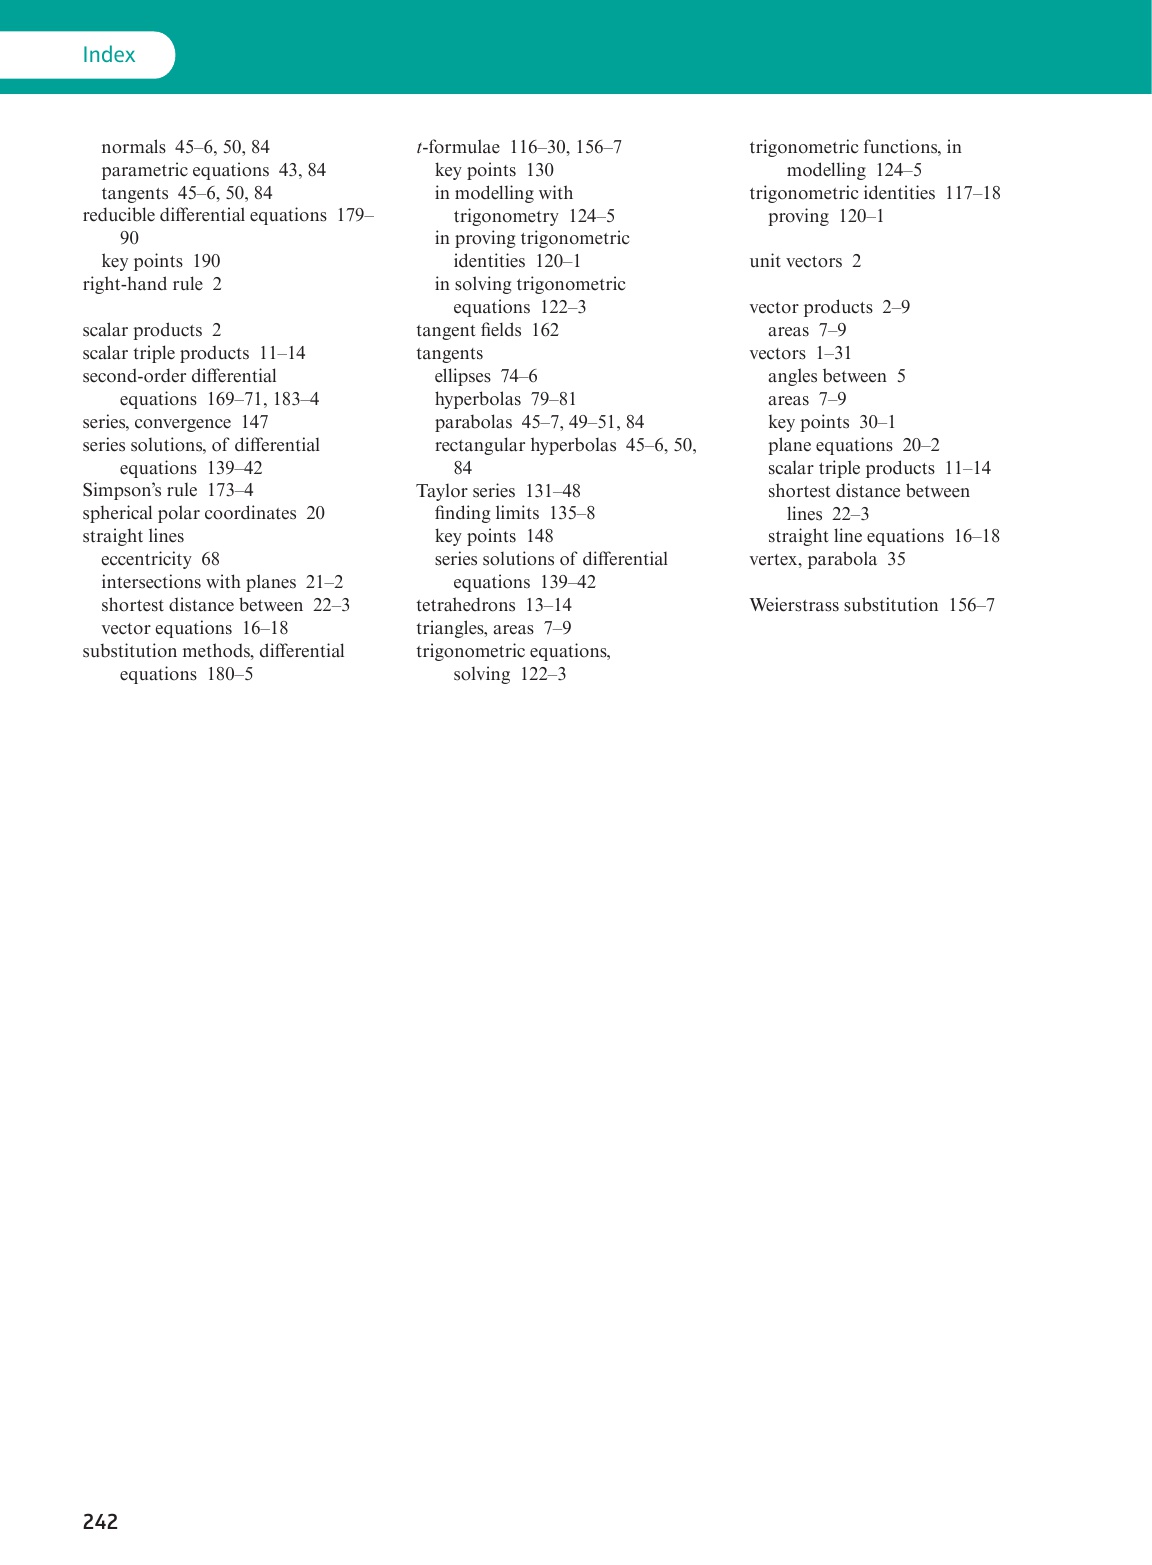 Index
normals 45–6, 50, 84
parametric equations 43, 84
tangents 45–6, 50, 84
reducible differential equations 179–
90
key points 190
right-hand rule 2
scalar products 2
scalar triple products 11–14
second-order differential
equations 169–71, 183–4
series, convergence 147
series solutions, of differential
equations 139–42
Simpson’s rule 173–4
spherical polar coordinates 20
straight lines
eccentricity 68
intersections with planes 21–2
shortest distance between 22–3
vector equations 16–18
substitution methods, differential
equations 180–5
t-formulae 116–30, 156–7
key points 130
in modelling with
trigonometry 124–5
in proving trigonometric
identities 120–1
in solving trigonometric
equations 122–3
tangent fields 162
tangents
ellipses 74–6
hyperbolas 79–81
parabolas 45–7, 49–51, 84
rectangular hyperbolas 45–6, 50,
84
Taylor series 131–48
finding limits 135–8
key points 148
series solutions of differential
equations 139–42
tetrahedrons 13–14
triangles, areas 7–9
trigonometric equations,
solving 122–3
trigonometric functions, in
modelling 124–5
trigonometric identities 117–18
proving 120–1
unit vectors 2
vector products 2–9
areas 7–9
vectors 1–31
angles between 5
areas 7–9
key points 30–1
plane equations 20–2
scalar triple products 11–14
shortest distance between
lines 22–3
straight line equations 16–18
vertex, parabola 35
Weierstrass substitution 156–7
242